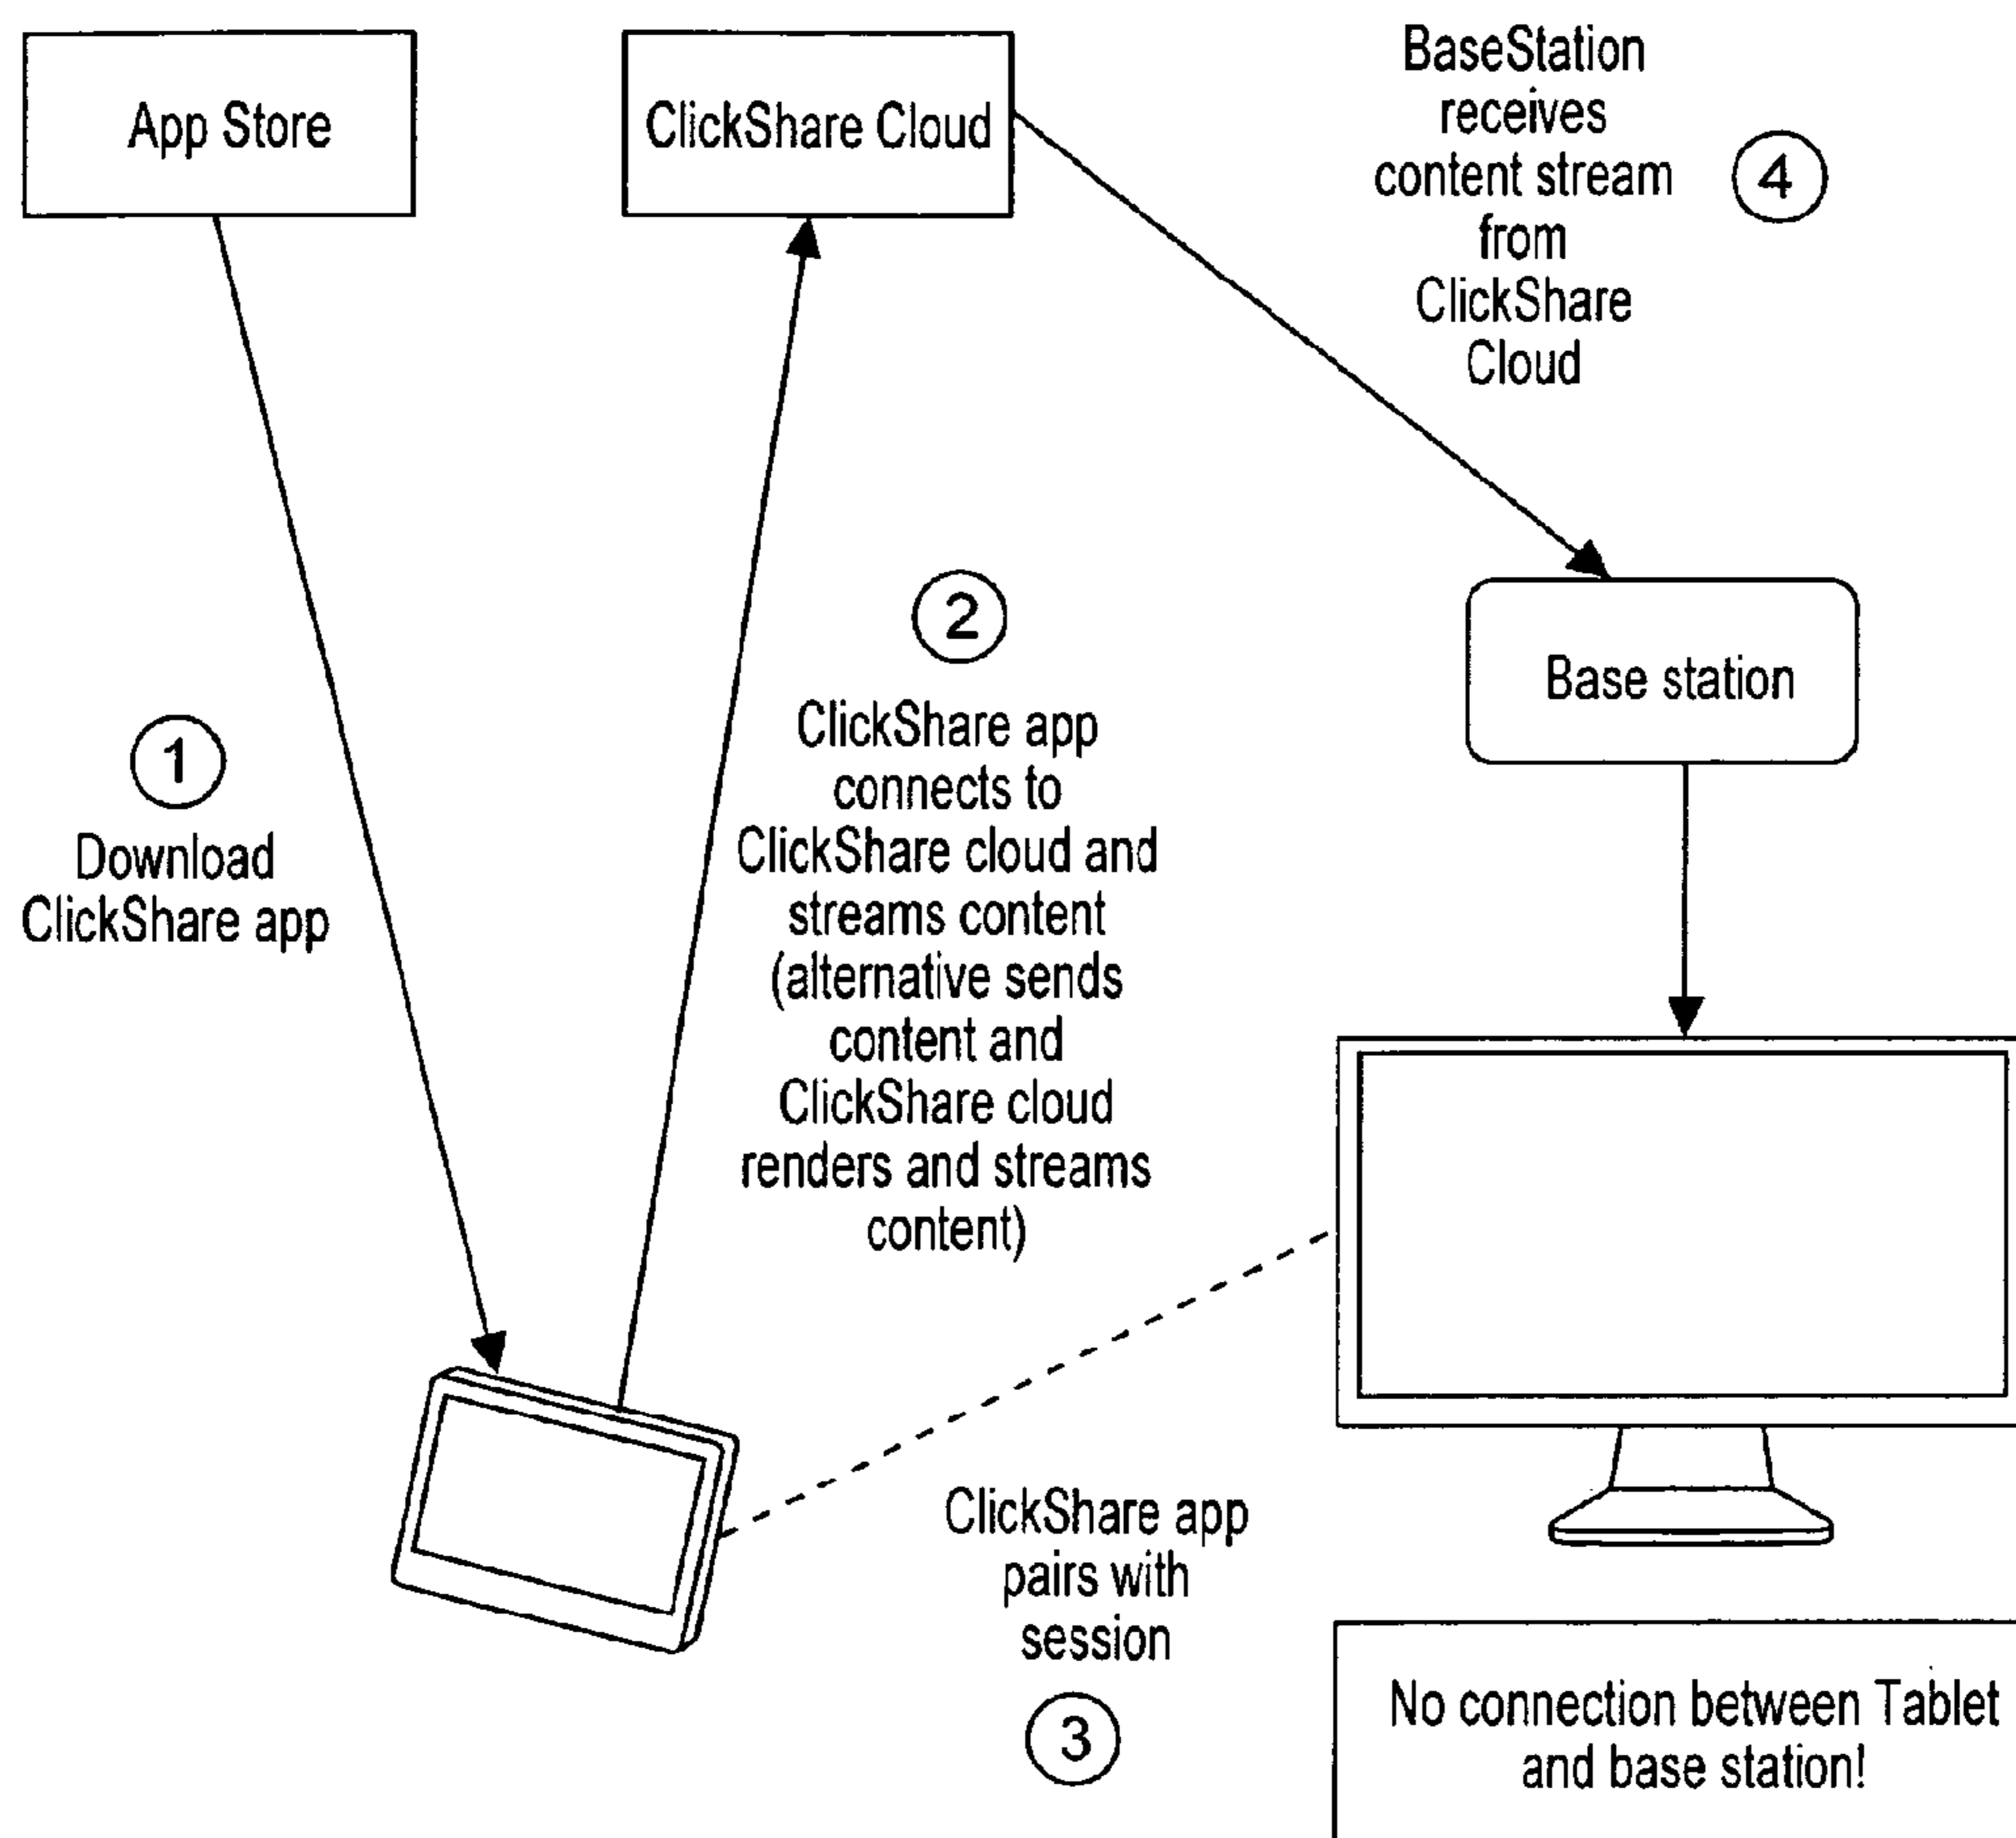 App Store
ClickShare Cloud
BaseStation
receives
content stream
from
ClickShare
Cloud
4
2
ClickShare app
connects to
ClickShare cloud and
streams content
(alternative sends
content and
ClickShare cloud
renders and streams
content)
Base station
1
Download
ClickShare app
ClickShare app
pairs with
session
3
No connection between Tablet
and base station!